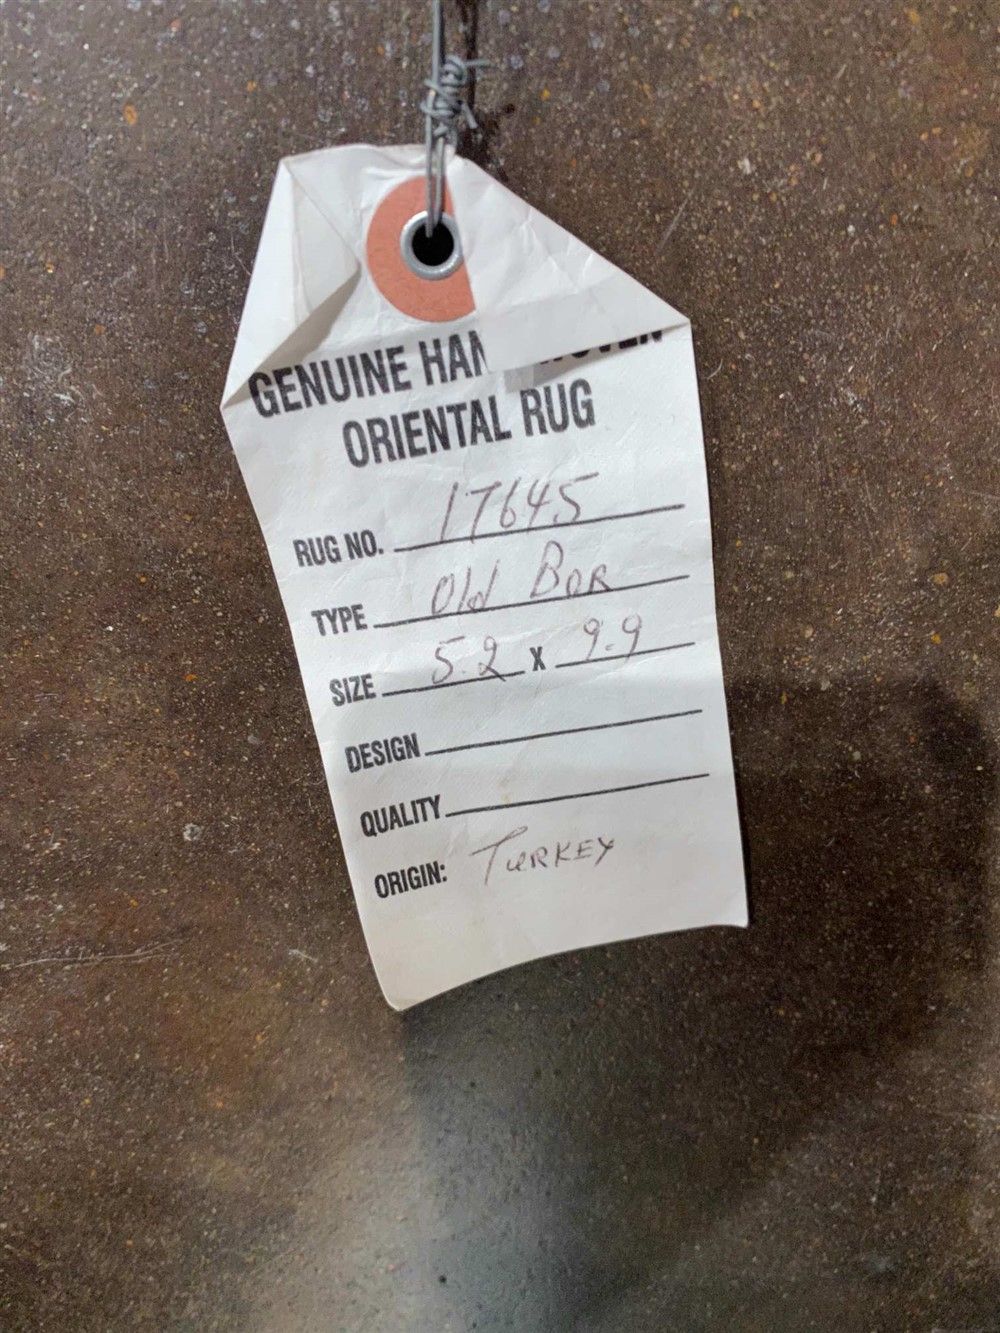 GENUINE HAN WOVEN
ORIENTAL RUG
RUG NO. 17645
TYPE Old BOR
SIZE 5.2 X 9.9
DESIGN
QUALITY
ORIGIN: TURKEY